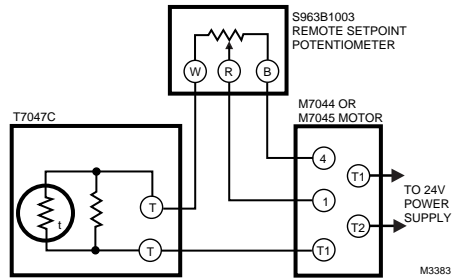 S963B1003
REMOTE SETPOINT
POTENTIOMETER
W
R
B
T7047C
M7044 OR
M7045 MOTOR
t
T
T
4
1
T1
T1
T2
TO 24V
POWER
SUPPLY
M3383